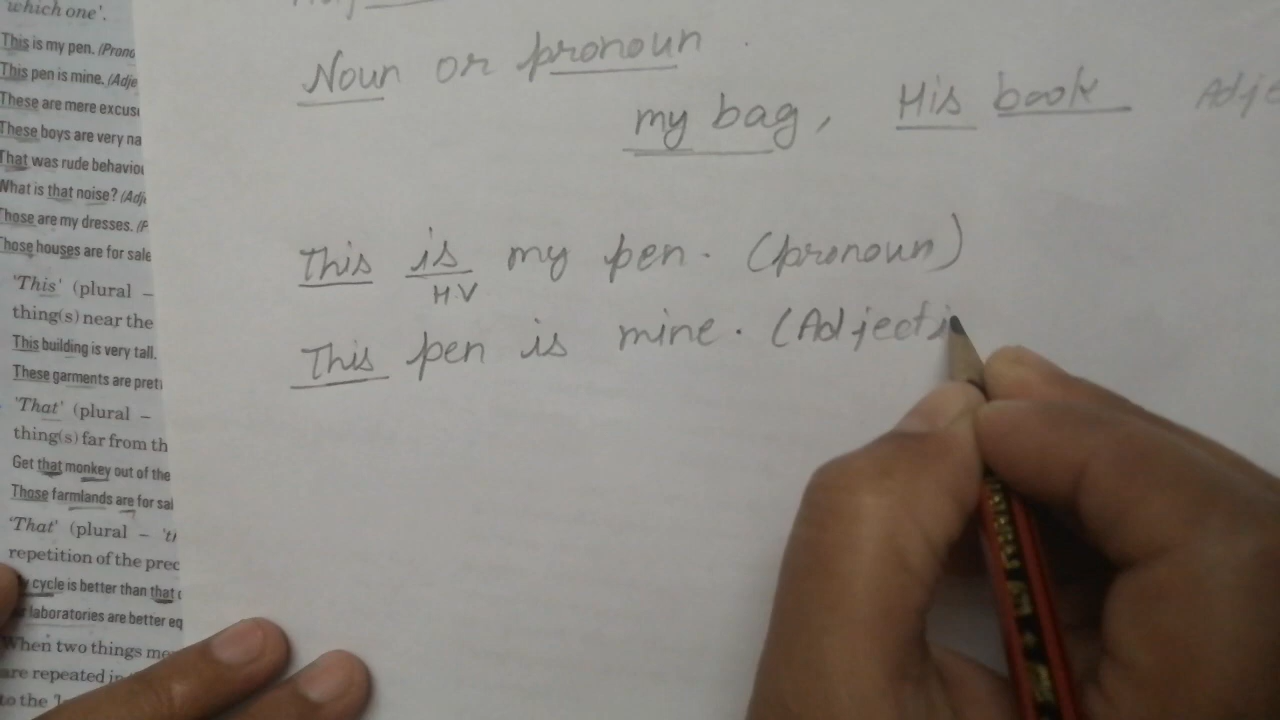 which one'.
This is my pen. (Prono
This pen is mine. (Adje
These are mere excus
These boys are very na
That was rude behaviou
What is that noise? (Adj
Those are my dresses. (P
Those houses are for sale
'This' (plural –
thing(s) near the
This building is very tall.
These garments are prett
'That' (plural –
thing(s) far from th
Get that monkey out of the
Those farmlands are for sal
'That' (plural – 't
repetition of the prec
cycle is better than that
laboratories are better eq
When two things me
are repeated in
to the
Noun or pronoun.
my bag, His book Adje
This is my pen. (pronoun)
H.V
This pen is mine. (Adjecti